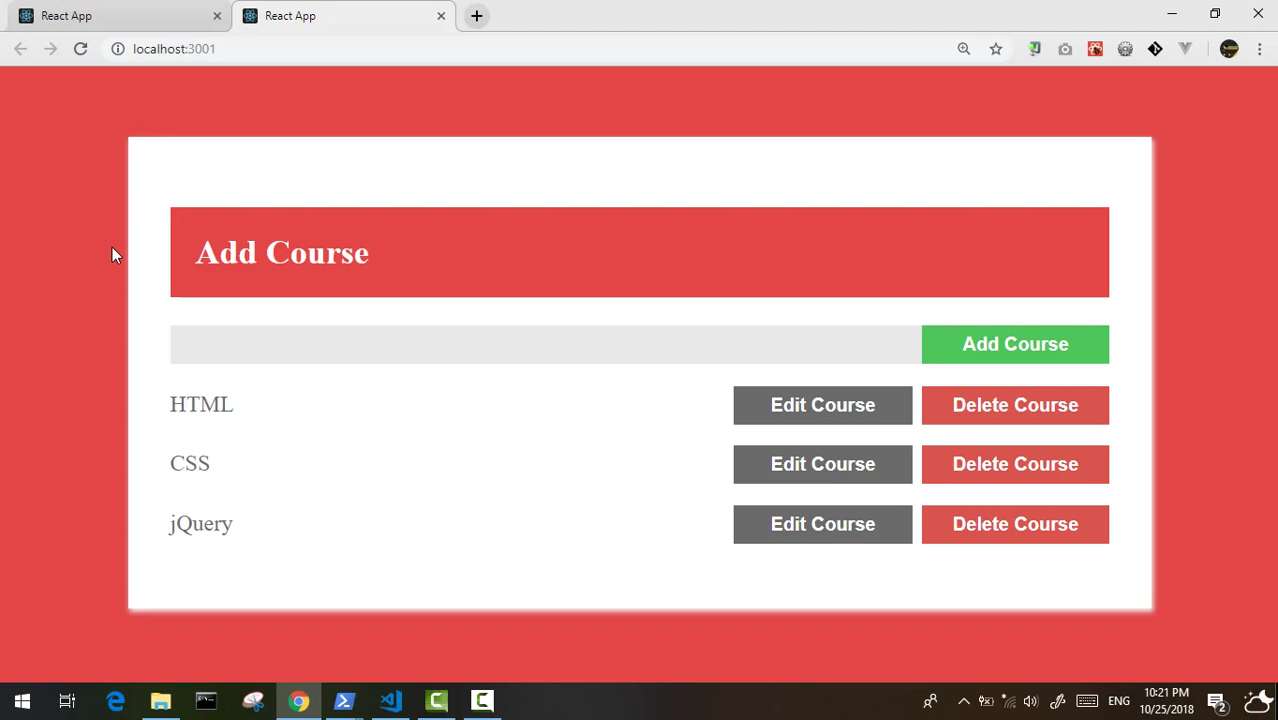 React App
React App
localhost:3001
Add Course
Add Course
HTML Edit Course Delete Course
CSS Edit Course Delete Course
jQuery Edit Course Delete Course
ENG
10:21 PM
10/25/2018
2